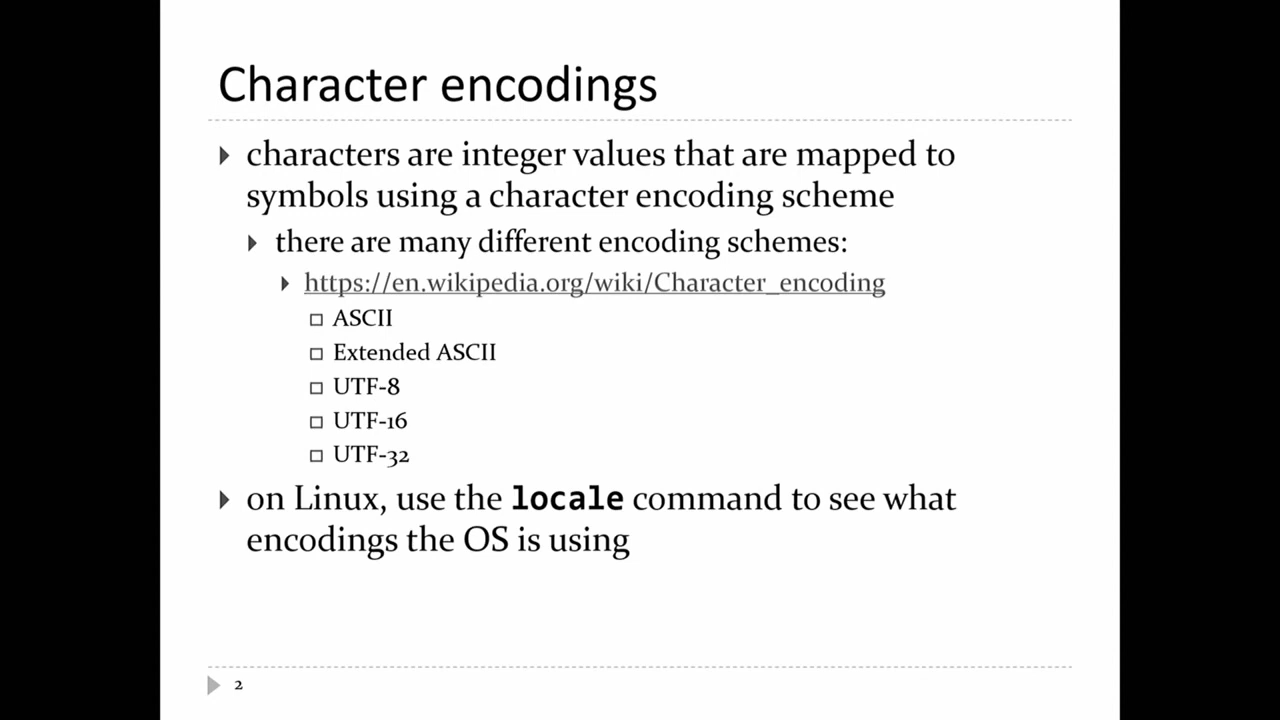 Character encodings
characters are integer values that are mapped to
symbols using a character encoding scheme
there are many different encoding schemes:
https://en.wikipedia.org/wiki/Character_encoding
ASCII
Extended ASCII
UTF-8
UTF-16
UTF-32
on Linux, use the locale command to see what
encodings the OS is using
2